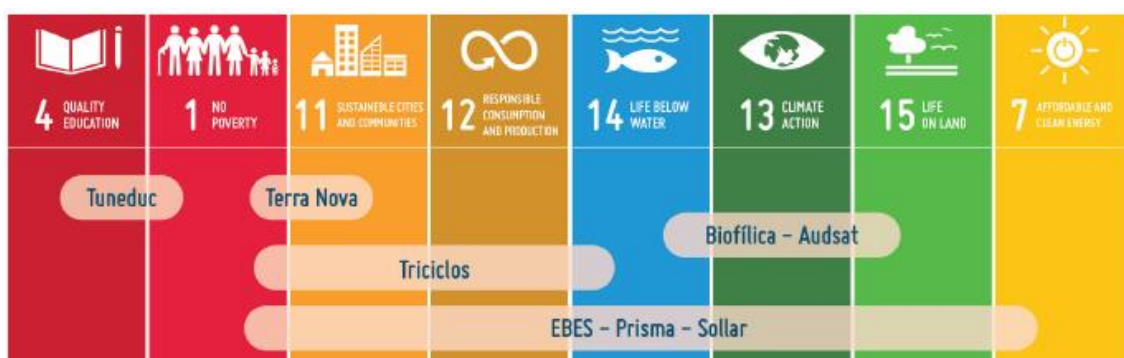 4 QUALITY
EDUCATION
1 NO
POVERTY
11 SUSTAINEBLE CITIES
AND COMMUNITIES
12 RESPONSIBLE
CONSUMPTION
AND PRODUCTION
14 LIFE BELOW
WATER
13 CLIMATE
ACTION
15 LIFE
ON LAND
7 AFFORDABLE AND
CLEAN ENERGY
Tuneduc
Terra Nova
Biofílica – Audsat
Triciclos
EBES – Prisma – Sollar